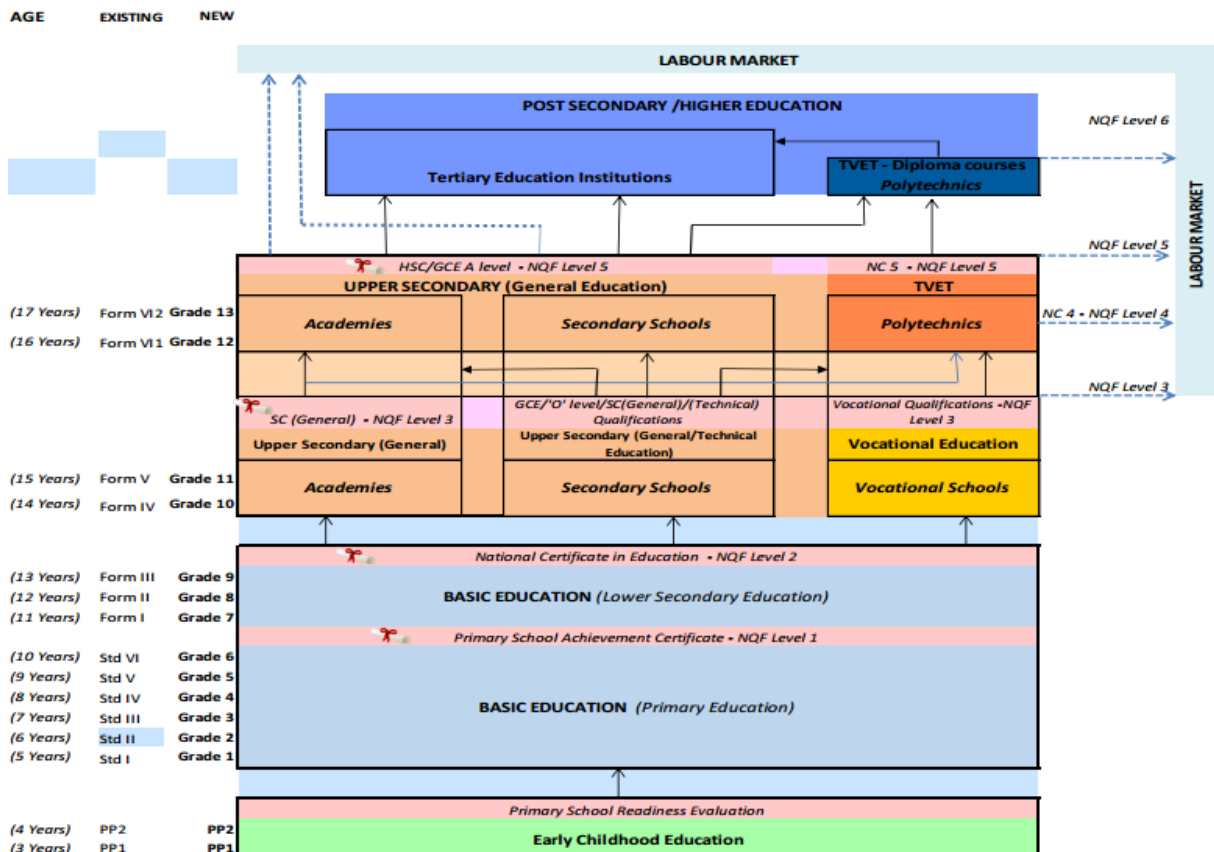 AGE EXISTING NEW
LABOUR MARKET
POST SECONDARY /HIGHER EDUCATION
NQF Level 6
Tertiary Education Institutions
TVET - Diploma courses
Polytechnics
LABOUR MARKET
NQF Level 5
HSC/GCE A level - NQF Level 5
NC 5 - NQF Level 5
UPPER SECONDARY (General Education)
TVET
(17 Years) Form VI2 Grade 13
Academies
Secondary Schools
Polytechnics
NC 4 - NQF Level 4
(16 Years) Form VI1 Grade 12
NQF Level 3
SC (General) - NQF Level 3
GCE/'O' level/SC(General)/(Technical)
Qualifications
Vocational Qualifications -NQF
Level 3
Upper Secondary (General)
Upper Secondary (General/Technical
Education)
Vocational Education
(15 Years) Form V Grade 11
Academies
Secondary Schools
Vocational Schools
(14 Years) Form IV Grade 10
National Certificate in Education - NQF Level 2
(13 Years) Form III Grade 9
(12 Years) Form II Grade 8
BASIC EDUCATION (Lower Secondary Education)
(11 Years) Form I Grade 7
Primary School Achievement Certificate - NQF Level 1
(10 Years) Std VI Grade 6
(9 Years) Std V Grade 5
(8 Years) Std IV Grade 4
BASIC EDUCATION (Primary Education)
(7 Years) Std III Grade 3
(6 Years) Std II Grade 2
(5 Years) Std I Grade 1
Primary School Readiness Evaluation
(4 Years) PP2 PP2
Early Childhood Education
(3 Years) PP1 PP1